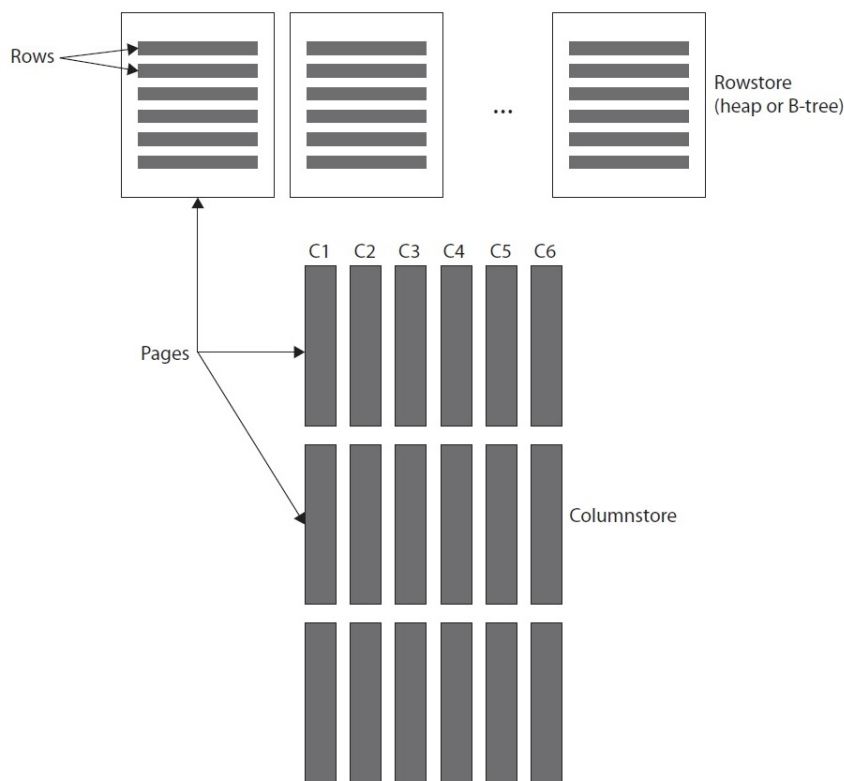 Rows
Rowstore
(heap or B-tree)
...
C1 C2 C3 C4 C5 C6
Pages
Columnstore